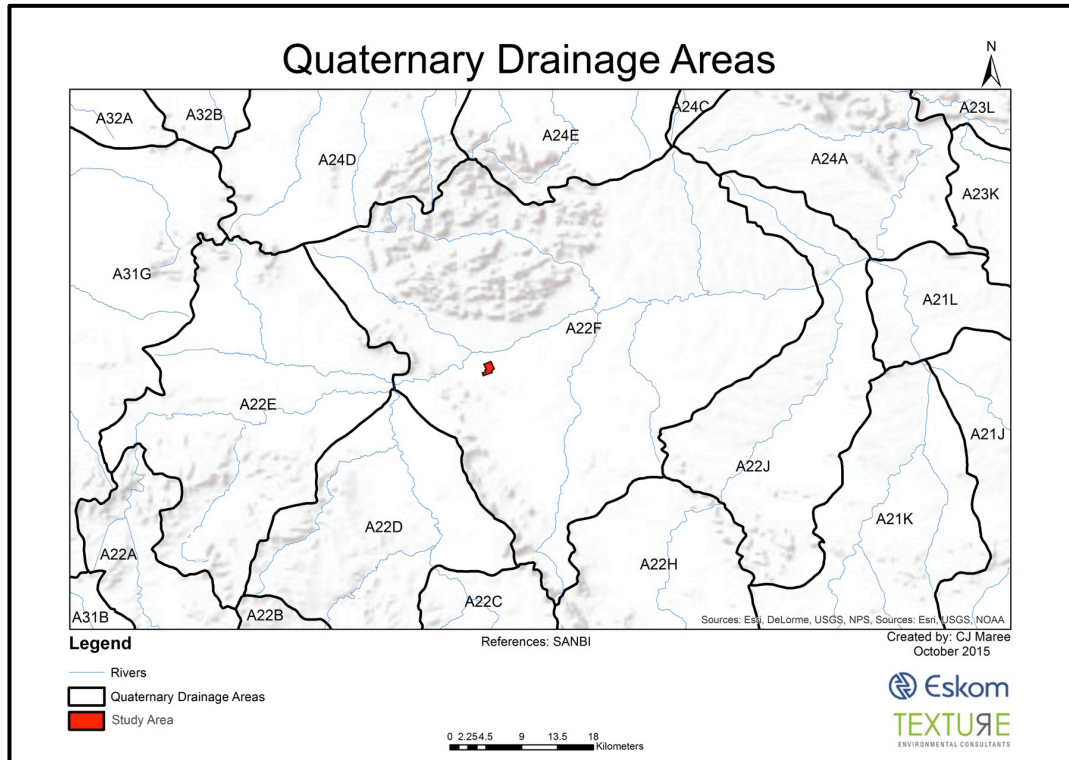 Quaternary Drainage Areas
N
A32A
A32B
A24D
A24E
A24C
A24A
A23L
A23K
A31G
A21L
A22F
A22E
A21J
A22J
A22D
A21K
A22A
A22H
A22C
A31B
A22B
Sources: Esri, DeLorme, USGS, NPS, Sources: Esri, USGS, NOAA
Legend
References: SANBI
Created by: CJ Maree
October 2015
Rivers
Quaternary Drainage Areas
Study Area
Eskom
TEXTURE
ENVIRONMENTAL CONSULTANTS
0 2.25 4.5 9 13.5 18
Kilometers